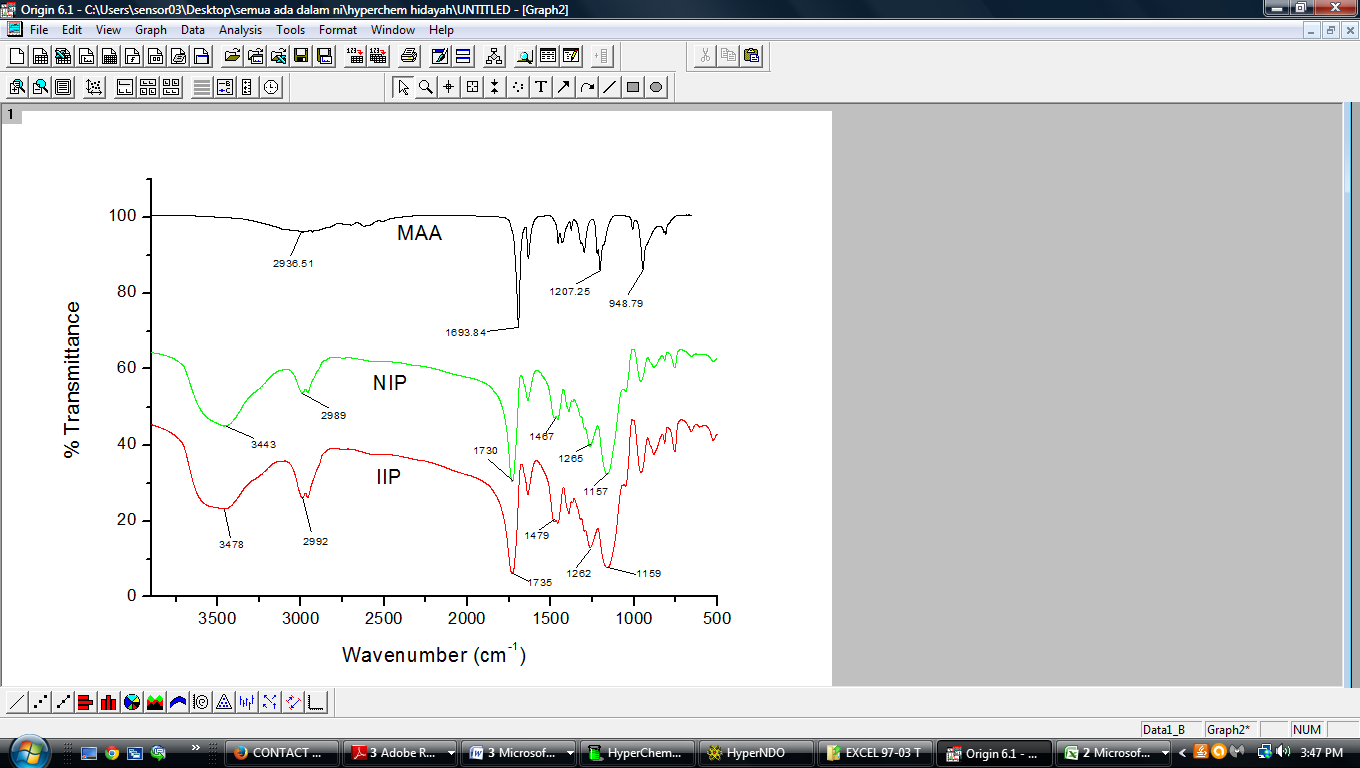 Origin 6.1 - C:\Users\sensor03\Desktop\semua ada dalam ni\hyperchem hidayah\UNTITLED - [Graph2]
File Edit View Graph Data Analysis Tools Format Window Help
1
% Transmittance
100
80
60
40
20
0
MAA
2936.51
1693.84
1207.25
948.79
NIP
3443
2989
1730
1467
1265
1157
IIP
3478
2992
1735
1479
1262
1159
3500 3000 2500 2000 1500 1000 500
Wavenumber (cm-1)
Data1_B Graph2* NUM
CONTACT ... 3 Adobe R... 3 Microsof... HyperChem... HyperNDO EXCEL 97-03 T Origin 6.1 - ... 2 Microsof... 3:47 PM